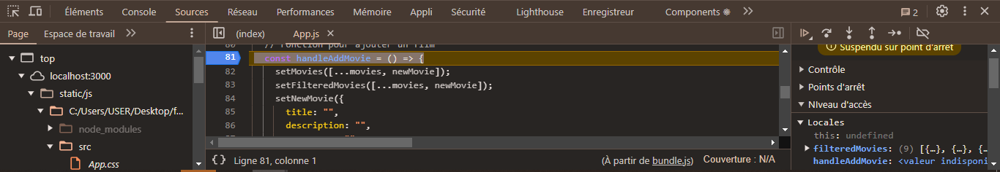 Éléments Console Sources Réseau Performances Mémoire Appli Sécurité Lighthouse Enregistreur Components 2
Page Espace de travail
(index) App.js
top
localhost:3000
static/js
C:/Users/USER/Desktop/f...
node_modules
src
App.css
80 // Fonction pour ajouter un film
81 const handleAddMovie = () => {
82 setMovies([...movies, newMovie]);
83 setFilteredMovies([...movies, newMovie]);
84 setNewMovie({
85 title: "",
86 description: "",
Ligne 81, colonne 1 (À partir de bundle.js) Couverture : N/A
Suspendu sur point d'arrêt
Contrôle
Points d'arrêt
NIveau d'accès
Locales
this: undefined
filteredMovies: (9) [{…}, {…}, {…
handleAddMovie: <valeur indisponi